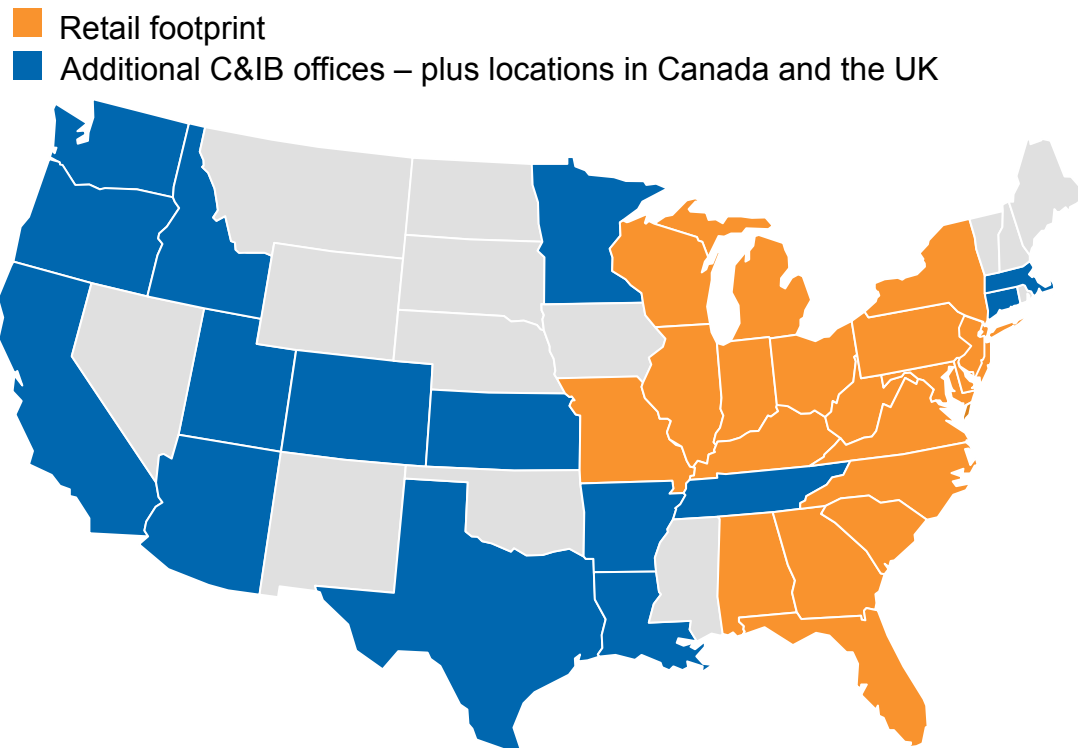 Retail footprint
Additional C&IB offices – plus locations in Canada and the UK